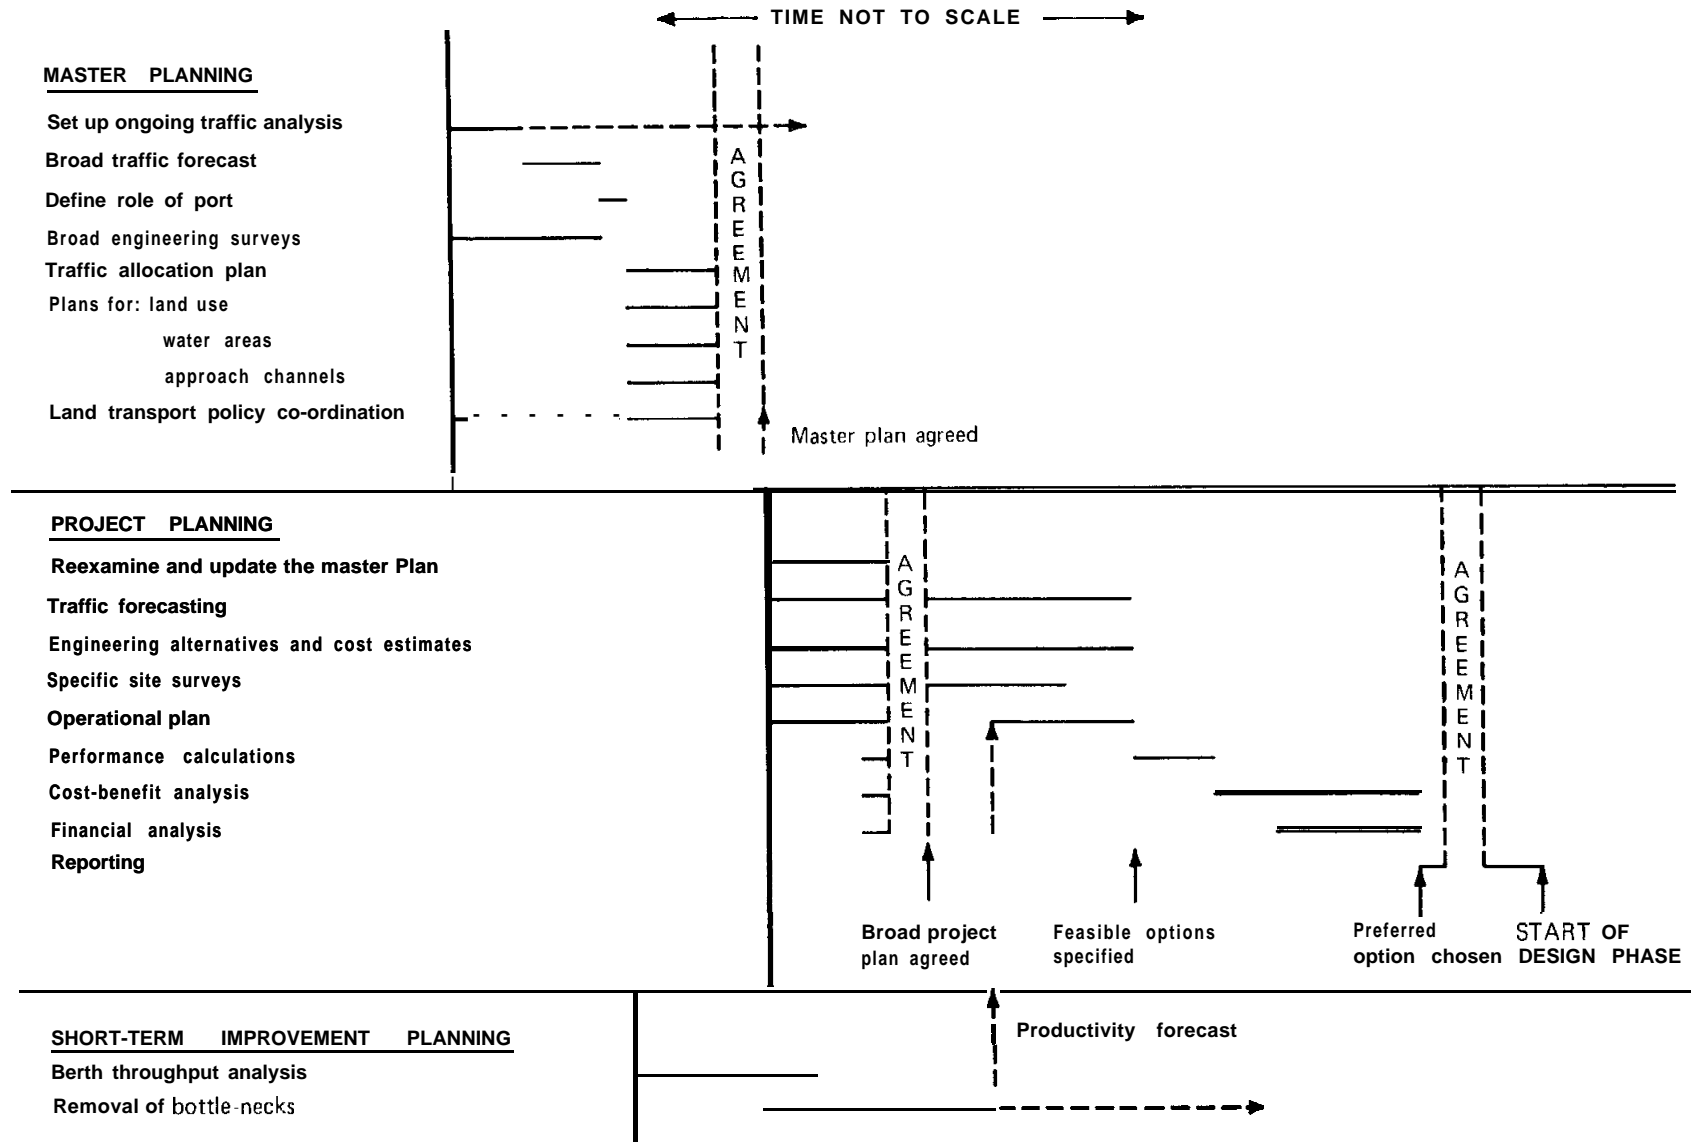 TIME NOT TO SCALE
MASTER PLANNING
Set up ongoing traffic analysis
Broad traffic forecast
Define role of port
Broad engineering surveys
Traffic allocation plan
Plans for: land use
water areas
approach channels
Land transport policy co-ordination
AGREEMENT
Master plan agreed
PROJECT PLANNING
Reexamine and update the master Plan
Traffic forecasting
Engineering alternatives and cost estimates
Specific site surveys
Operational plan
Performance calculations
Cost-benefit analysis
Financial analysis
Reporting
AGREEMENT
AGREEMENT
Broad project
plan agreed
Feasible options
specified
Preferred
option chosen
START OF
DESIGN PHASE
SHORT-TERM IMPROVEMENT PLANNING
Berth throughput analysis
Removal of bottle-necks
Productivity forecast